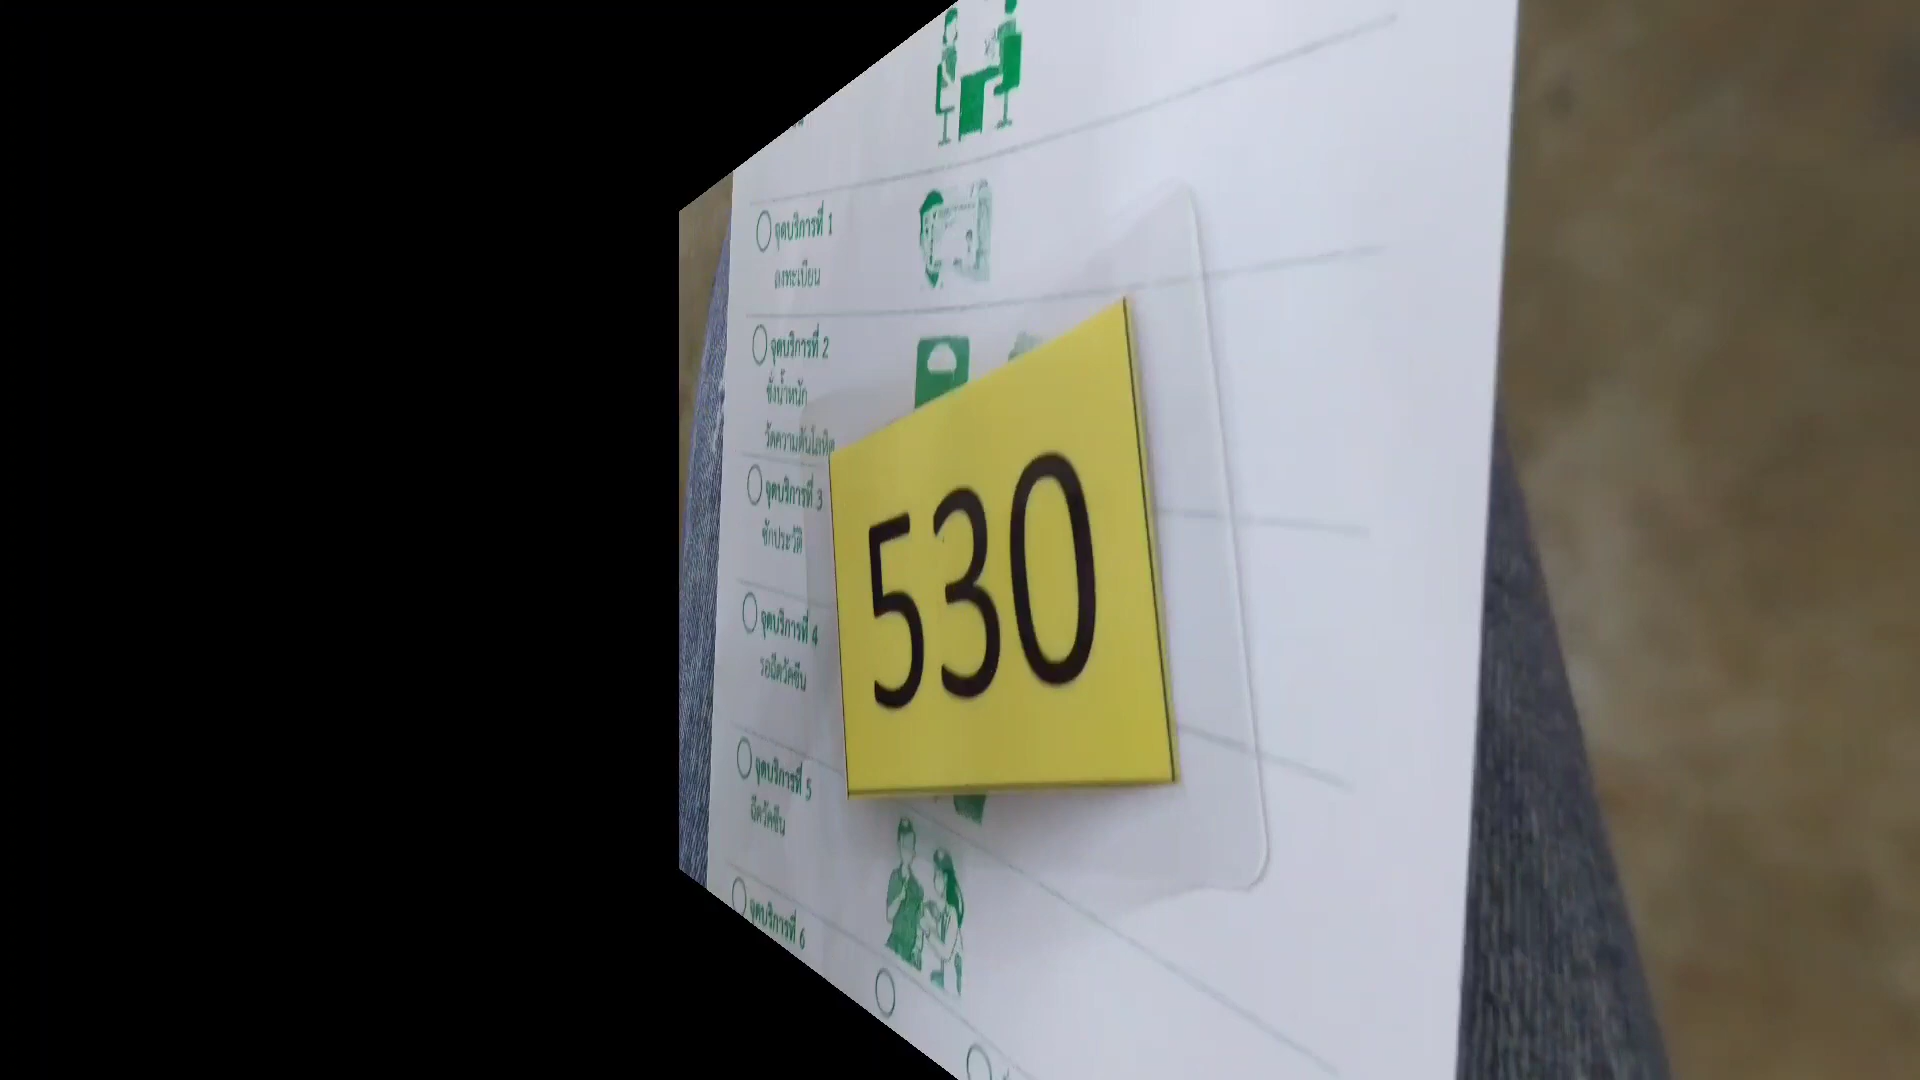 จุดบริการที่ 1
ลงทะเบียน
จุดบริการที่ 2
ชั่งน้ำหนัก
วัดความดันโลหิต
จุดบริการที่ 3
ซักประวัติ
จุดบริการที่ 4
รอฉีดวัคซีน
จุดบริการที่ 5
ฉีดวัคซีน
จุดบริการที่ 6
530